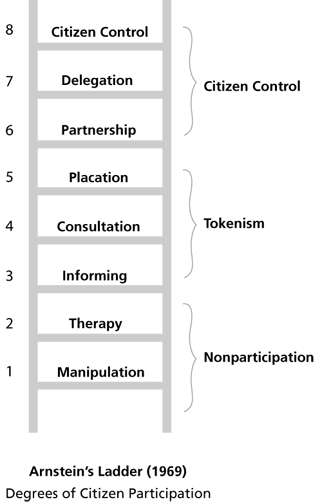 8 Citizen Control
7 Delegation
Citizen Control
6 Partnership
5 Placation
4 Consultation
Tokenism
3 Informing
2 Therapy
Nonparticipation
1 Manipulation
Arnstein's Ladder (1969)
Degrees of Citizen Participation